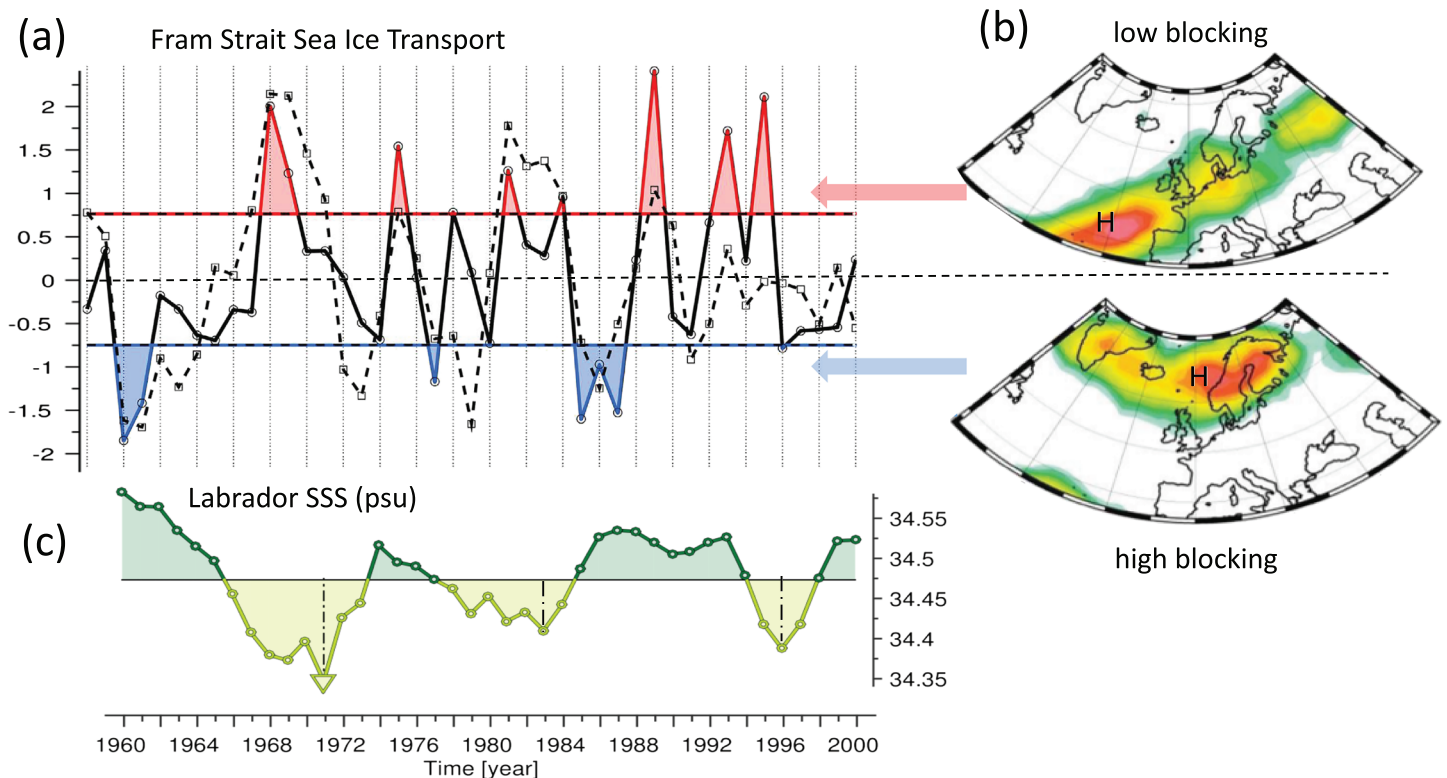 (a)
Fram Strait Sea Ice Transport
2
1.5
1
0.5
0
-0.5
-1
-1.5
-2
(b)
low blocking
H
H
high blocking
(c)
Labrador SSS (psu)
34.55
34.5
34.45
34.4
34.35
1960 1964 1968 1972 1976 1980 1984 1988 1992 1996 2000
Time [year]